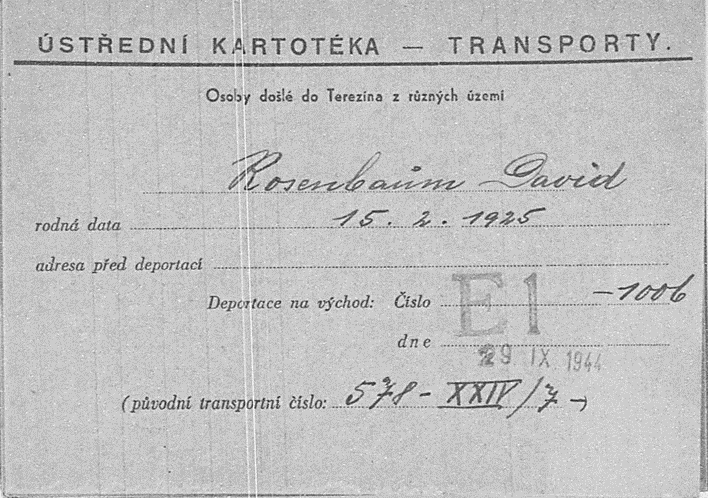 ÚSTŘEDNÍ KARTOTÉKA — TRANSPORTY.
Osoby došlé do Terezína z různých území
Rosenbaum David
rodná data 15. 2. 1925
adresa před deportací
Deportace na východ: Číslo El -1006
dne 29 IX 1944
(původní transportní číslo: 578 - XXIV/7 -)